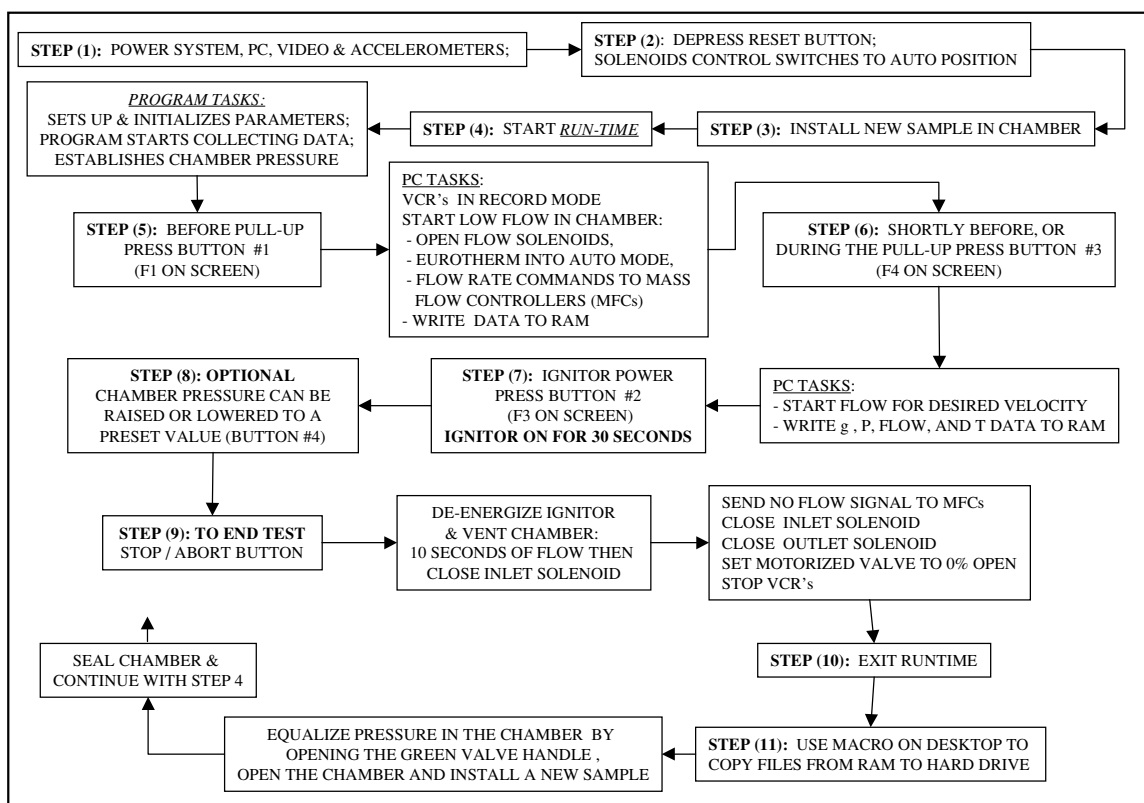 STEP (1): POWER SYSTEM, PC, VIDEO & ACCELEROMETERS;
STEP (2): DEPRESS RESET BUTTON;
SOLENOIDS CONTROL SWITCHES TO AUTO POSITION
STEP (3): INSTALL NEW SAMPLE IN CHAMBER
STEP (4): START RUN-TIME
PROGRAM TASKS:
SETS UP & INITIALIZES PARAMETERS;
PROGRAM STARTS COLLECTING DATA;
ESTABLISHES CHAMBER PRESSURE
STEP (5): BEFORE PULL-UP
PRESS BUTTON #1
(F1 ON SCREEN)
PC TASKS:
VCR's IN RECORD MODE
START LOW FLOW IN CHAMBER:
- OPEN FLOW SOLENOIDS,
- EUROTHERM INTO AUTO MODE,
- FLOW RATE COMMANDS TO MASS
FLOW CONTROLLERS (MFCs)
- WRITE DATA TO RAM
STEP (6): SHORTLY BEFORE, OR
DURING THE PULL-UP PRESS BUTTON #3
(F4 ON SCREEN)
PC TASKS:
- START FLOW FOR DESIRED VELOCITY
- WRITE g , P, FLOW, AND T DATA TO RAM
STEP (7): IGNITOR POWER
PRESS BUTTON #2
(F3 ON SCREEN)
IGNITOR ON FOR 30 SECONDS
STEP (8): OPTIONAL
CHAMBER PRESSURE CAN BE
RAISED OR LOWERED TO A
PRESET VALUE (BUTTON #4)
STEP (9): TO END TEST
STOP / ABORT BUTTON
DE-ENERGIZE IGNITOR
& VENT CHAMBER:
10 SECONDS OF FLOW THEN
CLOSE INLET SOLENOID
SEND NO FLOW SIGNAL TO MFCs
CLOSE INLET SOLENOID
CLOSE OUTLET SOLENOID
SET MOTORIZED VALVE TO 0% OPEN
STOP VCR's
STEP (10): EXIT RUNTIME
STEP (11): USE MACRO ON DESKTOP TO
COPY FILES FROM RAM TO HARD DRIVE
EQUALIZE PRESSURE IN THE CHAMBER BY
OPENING THE GREEN VALVE HANDLE ,
OPEN THE CHAMBER AND INSTALL A NEW SAMPLE
SEAL CHAMBER &
CONTINUE WITH STEP 4